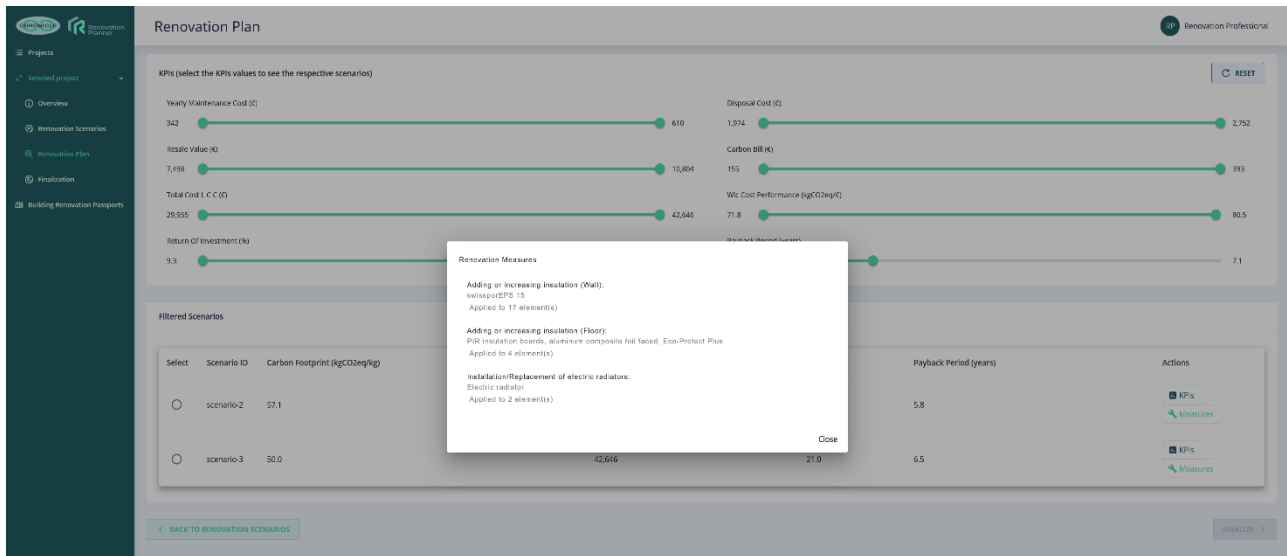 CHRONICLE
Renovation
Planner
Renovation Plan
RP Renovation Professional
Projects
Selected project
Overview
Renovation Scenarios
Renovation Plan
Finalization
Building Renovation Passports
KPIs (select the KPIs values to see the respective scenarios)
RESET
Yearly Maintenance Cost (£)
342 610
Disposal Cost (€)
1,974 2,752
Resale Value (€)
7,498 10,804
Carbon Bill (€)
155 393
Total Cost L C C (€)
29,955 42,646
Wlc Cost Performance (kgCO2eq/£)
71.8 80.5
Return Of Investment (%)
9.3
Payback Period (years)
7.1
Renovation Measures
Adding or increasing insulation (Wall):
swissporEPS 15
Applied to 17 element(s)
Adding or increasing insulation (Floor):
PIR insulation boards, aluminum composite foil faced, Eco-Protect Plus
Applied to 4 element(s)
Installation/Replacement of electric radiators:
Electric radiator
Applied to 2 element(s)
Close
Filtered Scenarios
Select Scenario ID Carbon Footprint (kgCO2eq/kg) Payback Period (years) Actions
scenario-2 57.1 5.8 KPIs
Measures
scenario-3 50.0 42,646 21.0 6.5 KPIs
Measures
BACK TO RENOVATION SCENARIOS
FINALIZE